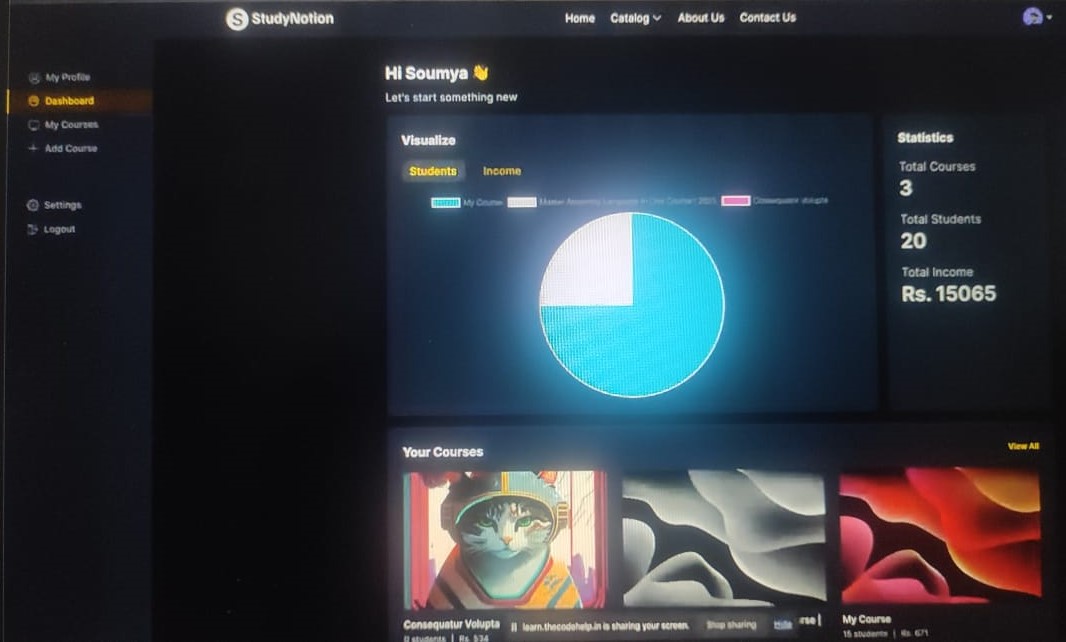 StudyNotion
Home Catalog About Us Contact Us
My Profile
Dashboard
My Courses
Add Course
Settings
Logout
Hi Soumya 👋
Let's start something new
Visualize
Students Income
My Course
Consequatur Volupta
Statistics
Total Courses
3
Total Students
20
Total Income
Rs. 15065
Your Courses
View All
Consequatur Volupta
0 students | Rs. 534
learn.thecodehelp.in is sharing your screen. Stop sharing Hide
My Course
15 students | Rs. 671